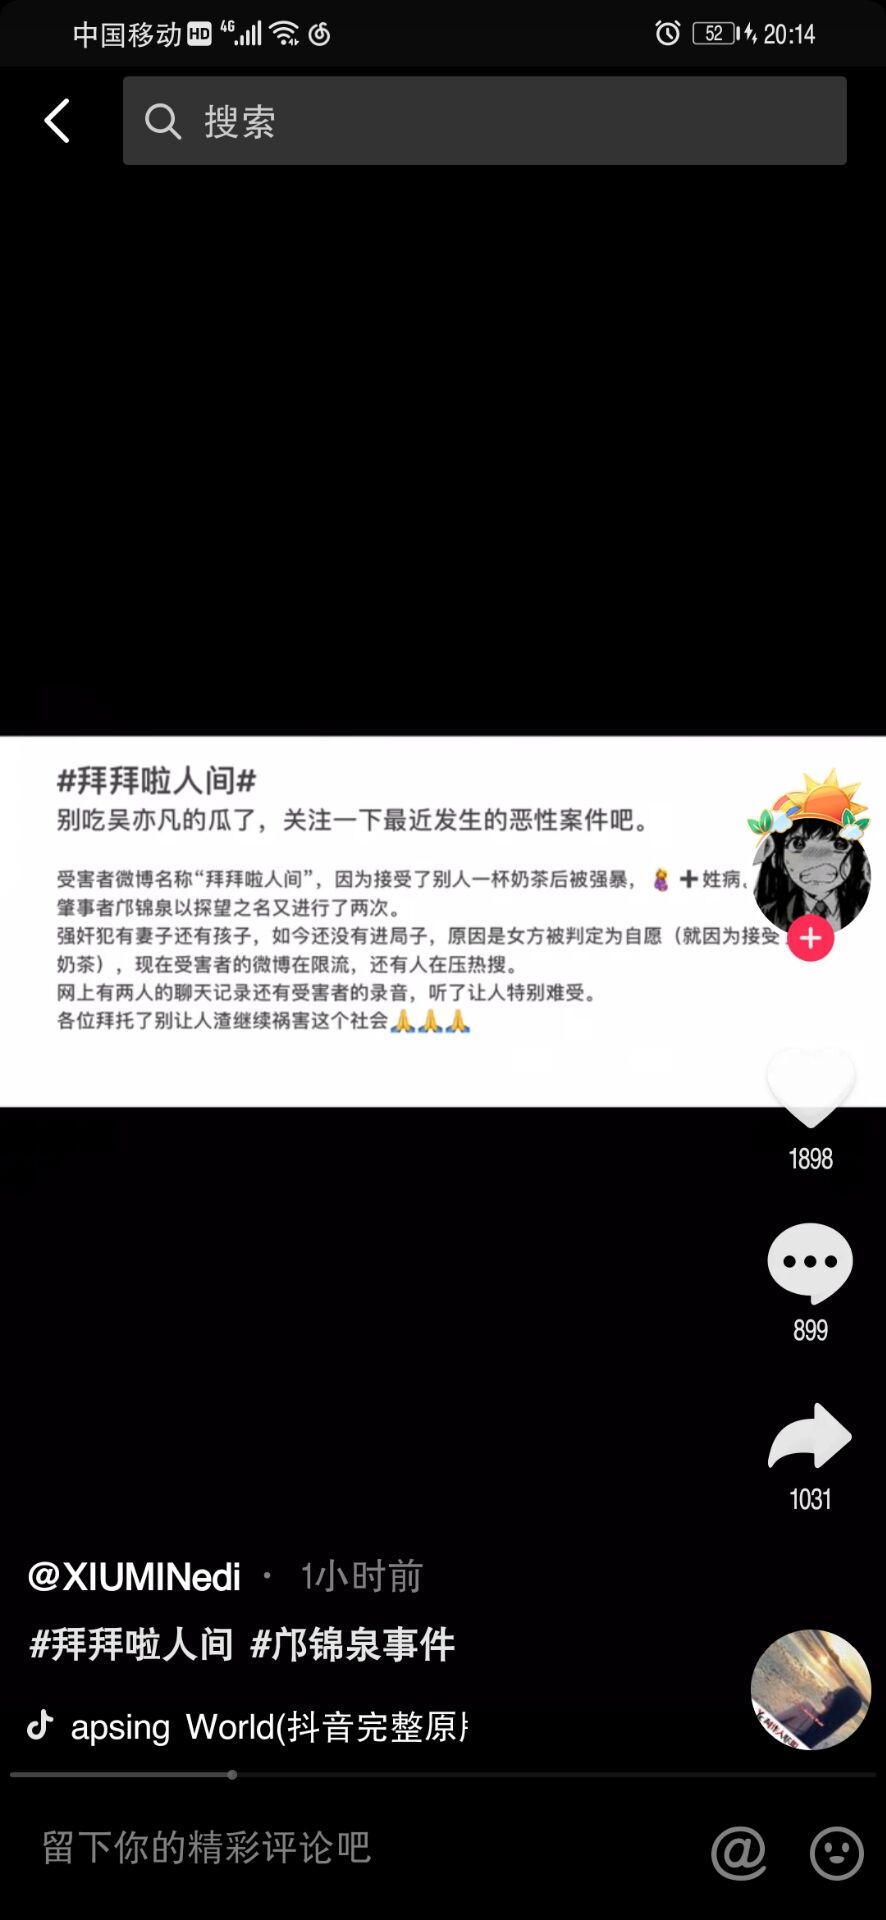 中国移动 HD 4G 52 20:14
搜索
#拜拜啦人间#
别吃吴亦凡的瓜了，关注一下最近发生的恶性案件吧。
受害者微博名称“拜拜啦人间”，因为接受了别人一杯奶茶后被强暴，🤰➕姓病。
肇事者邝锦泉以探望之名又进行了两次。
强奸犯有妻子还有孩子，如今还没有进局子，原因是女方被判定为自愿（就因为接受
奶茶），现在受害者的微博在限流，还有人在压热搜。
网上有两人的聊天记录还有受害者的录音，听了让人特别难受。
各位拜托了别让人渣继续祸害这个社会🙏🙏🙏
1898
899
1031
@XIUMINedi · 1小时前
#拜拜啦人间 #邝锦泉事件
apsing World(抖音完整原
留下你的精彩评论吧